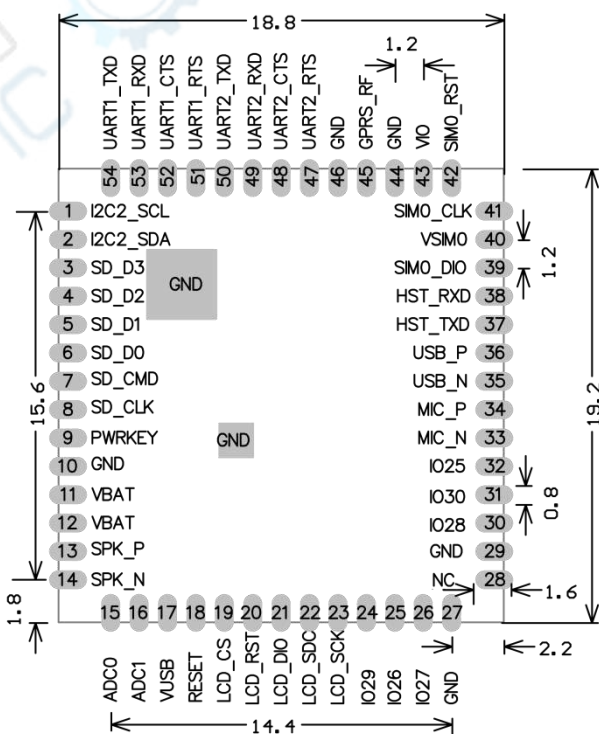 18.8
1.2
UART1_TXD
UART1_RXD
UART1_CTS
UART1_RTS
UART2_TXD
UART2_RXD
UART2_CTS
UART2_RTS
GND
GPRS_RF
GND
VIO
SIM0_RST
54 53 52 51 50 49 48 47 46 45 44 43 42
1 I2C2_SCL
2 I2C2_SDA
3 SD_D3
4 SD_D2
5 SD_D1
6 SD_D0
7 SD_CMD
8 SD_CLK
9 PWRKEY
10 GND
11 VBAT
12 VBAT
13 SPK_P
14 SPK_N
GND
GND
SIM0_CLK 41
VSIM0 40
SIM0_DIO 39
HST_RXD 38
HST_TXD 37
USB_P 36
USB_N 35
MIC_P 34
MIC_N 33
IO25 32
IO30 31
IO28 30
GND 29
NC 28
15.6
1.8
1.2
19.2
0.8
1.6
2.2
15 16 17 18 19 20 21 22 23 24 25 26 27
ADC0
ADC1
VUSB
RESET
LCD_CS
LCD_RST
LCD_DIO
LCD_SDC
LCD_SCK
IO29
IO26
IO27
GND
14.4